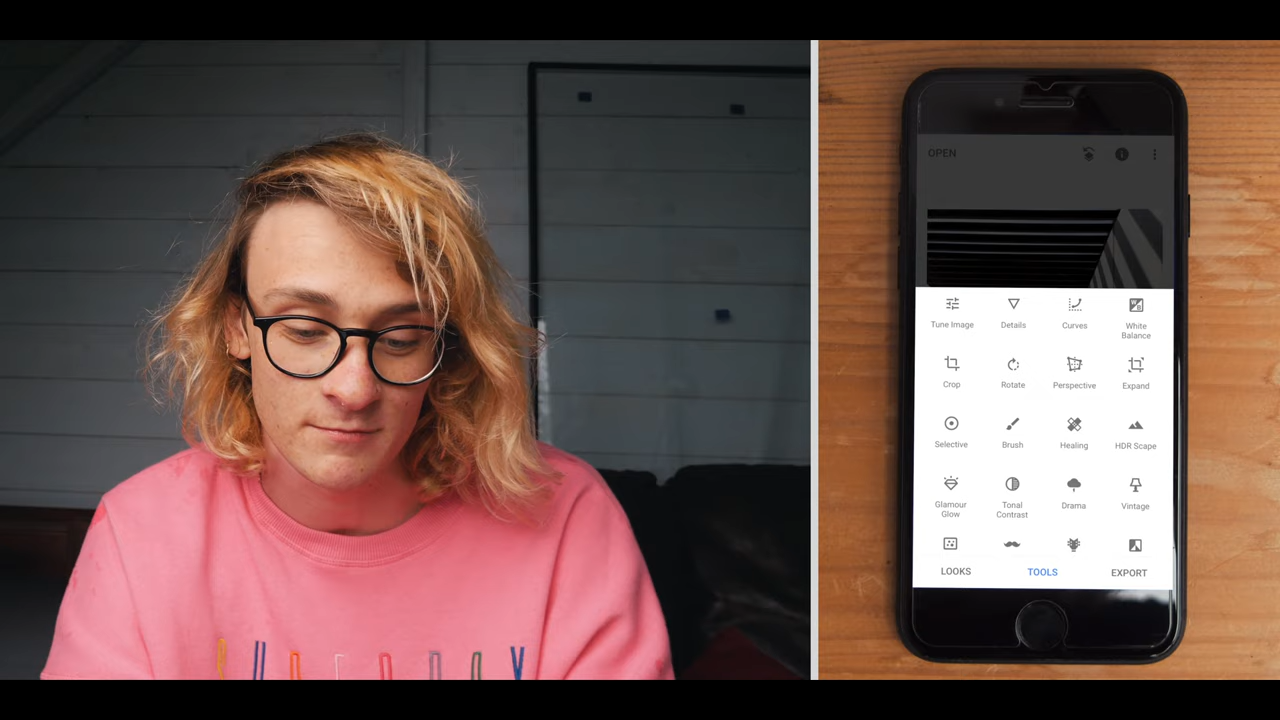 OPEN
Tune Image
Details
Curves
White
Balance
Crop
Rotate
Perspective
Expand
Selective
Brush
Healing
HDR Scape
Glamour
Glow
Tonal
Contrast
Drama
Vintage
LOOKS
TOOLS
EXPORT